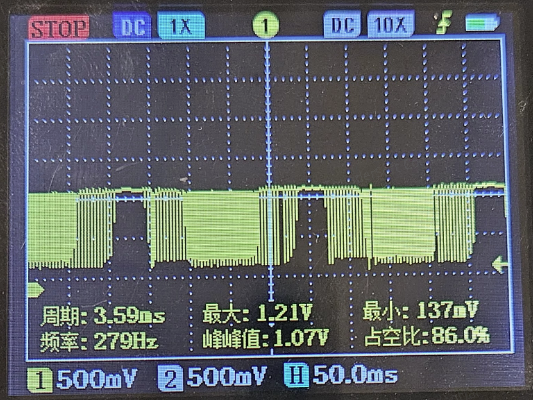 STOP DC 1X 1 DC 10X
周期: 3.59ms 最大: 1.21V 最小: 137mV
频率: 279Hz 峰峰值: 1.07V 占空比: 86.0%
1 500mV 2 500mV H 50.0ms